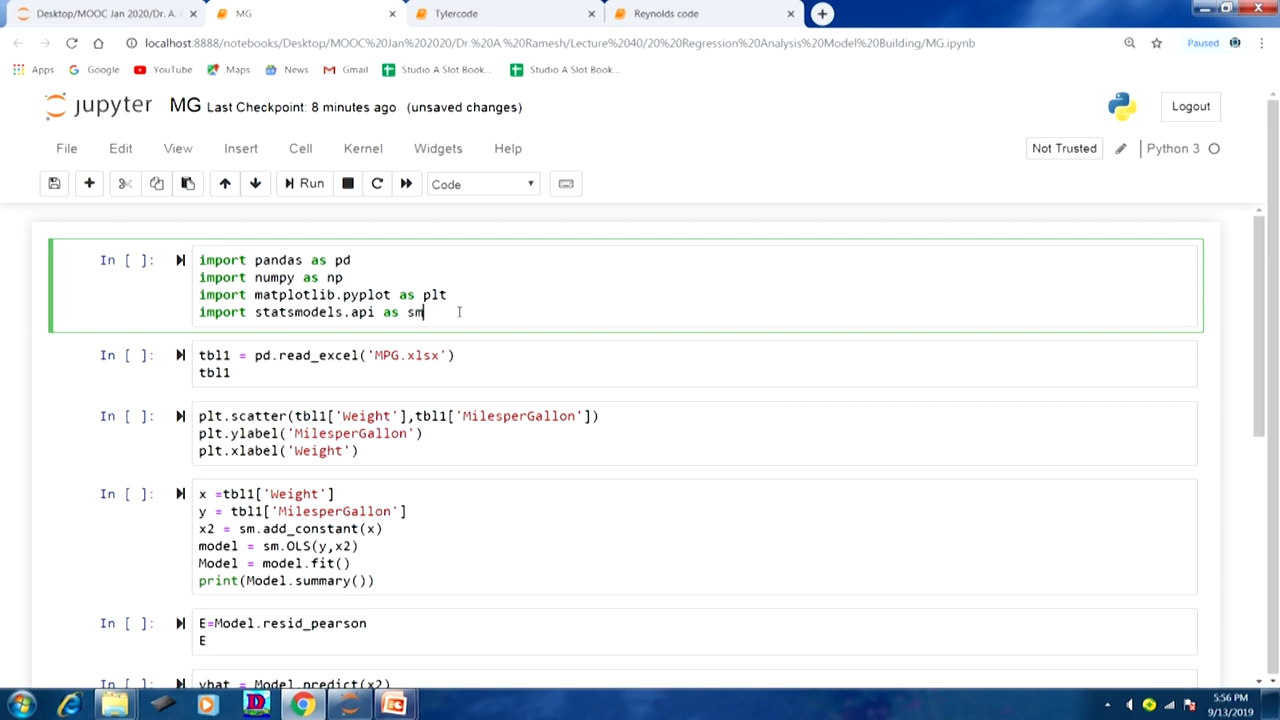 Desktop/MOOC Jan 2020/Dr. A.
MG
Tylercode
Reynolds code
localhost:8888/notebooks/Desktop/MOOC%20Jan%202020/Dr.%20A.%20Ramesh/Lecture%2040/20%20Regression%20Analysis%20Model%20Building/MG.ipynb
Paused
Apps
Google
YouTube
Maps
News
Gmail
Studio A Slot Book...
Studio A Slot Book...
jupyter MG Last Checkpoint: 8 minutes ago (unsaved changes)
Logout
File Edit View Insert Cell Kernel Widgets Help
Not Trusted
Python 3
Run
Code
In [ ]:
import pandas as pd
import numpy as np
import matplotlib.pyplot as plt
import statsmodels.api as sm
In [ ]:
tbl1 = pd.read_excel('MPG.xlsx')
tbl1
In [ ]:
plt.scatter(tbl1['Weight'],tbl1['MilesperGallon'])
plt.ylabel('MilesperGallon')
plt.xlabel('Weight')
In [ ]:
x =tbl1['Weight']
y = tbl1['MilesperGallon']
x2 = sm.add_constant(x)
model = sm.OLS(y,x2)
Model = model.fit()
print(Model.summary())
In [ ]:
E=Model.resid_pearson
E
In [ ]:
yhat = Model.predict(x2)
5:56 PM
9/13/2019